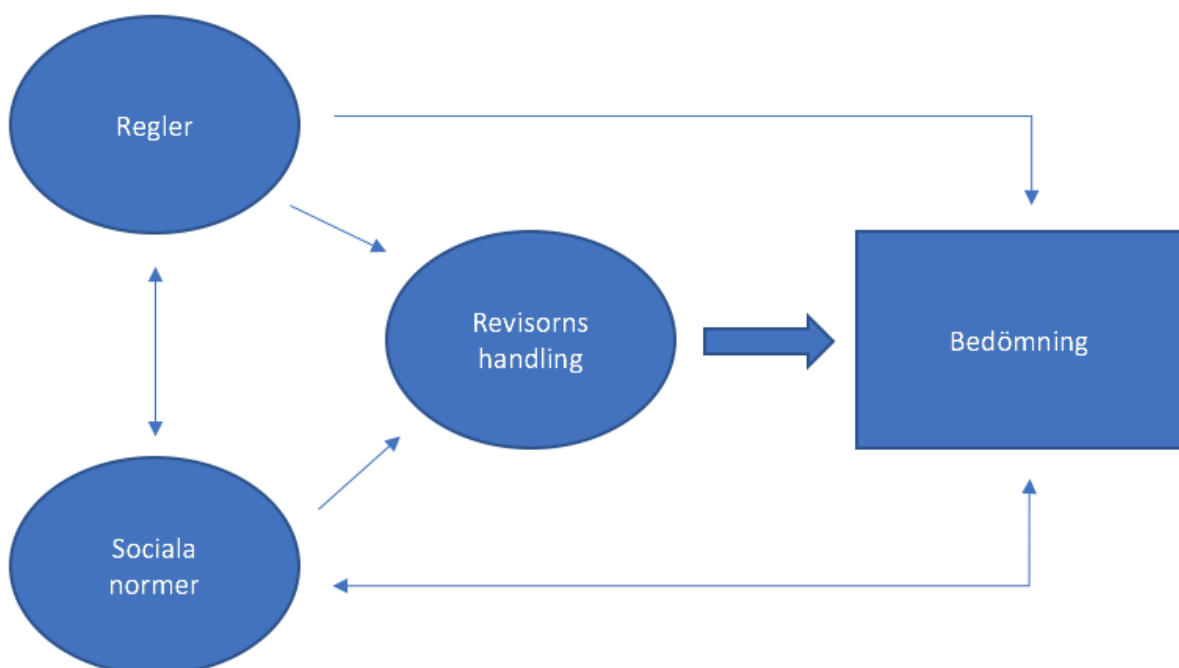 Regler
Revisorns
handling
Bedömning
Sociala
normer